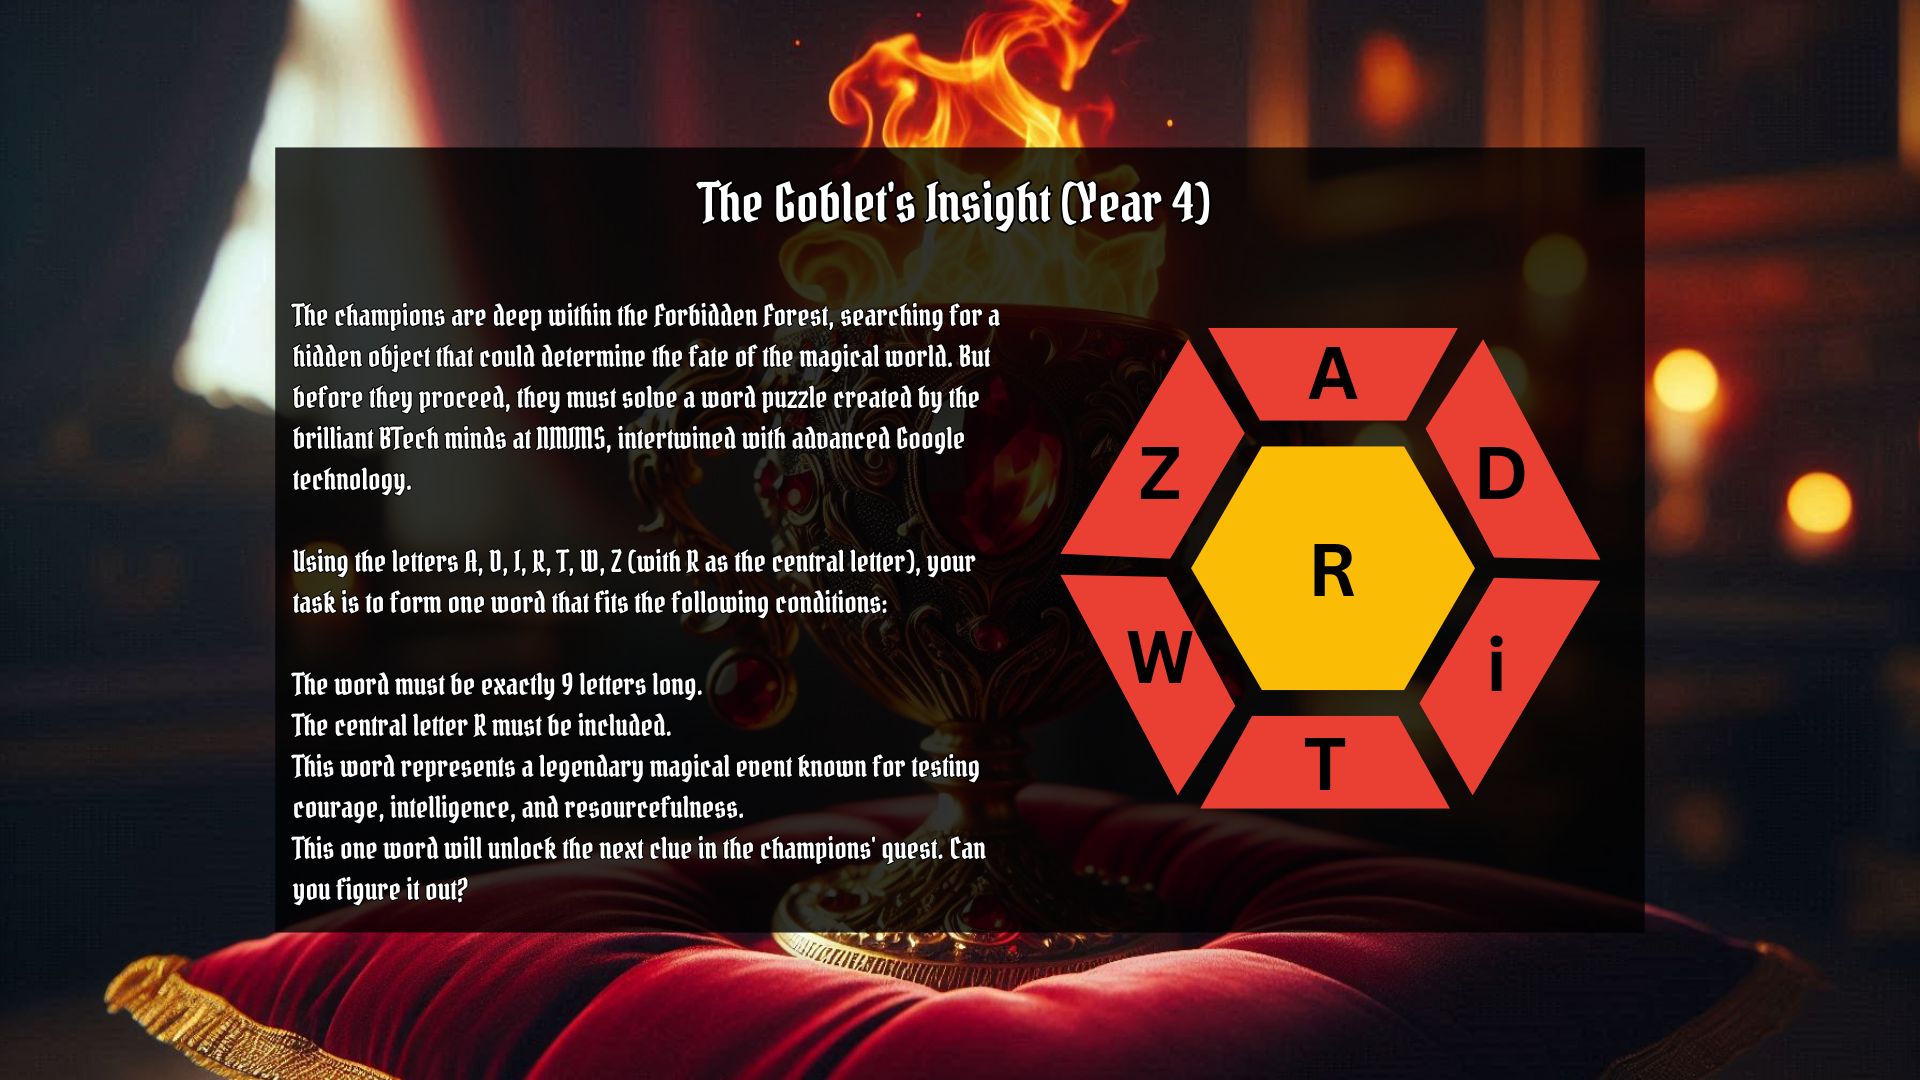 The Goblet's Insight (Year 4)
The champions are deep within the Forbidden Forest, searching for a
hidden object that could determine the fate of the magical world. But
before they proceed, they must solve a word puzzle created by the
brilliant BTech minds at NMIMS, intertwined with advanced Google
technology.
Using the letters A, D, I, R, T, W, Z (with R as the central letter), your
task is to form one word that fits the following conditions:
The word must be exactly 9 letters long.
The central letter R must be included.
This word represents a legendary magical event known for testing
courage, intelligence, and resourcefulness.
This one word will unlock the next clue in the champions' quest. Can
you figure it out?
A
Z
D
R
W
i
T